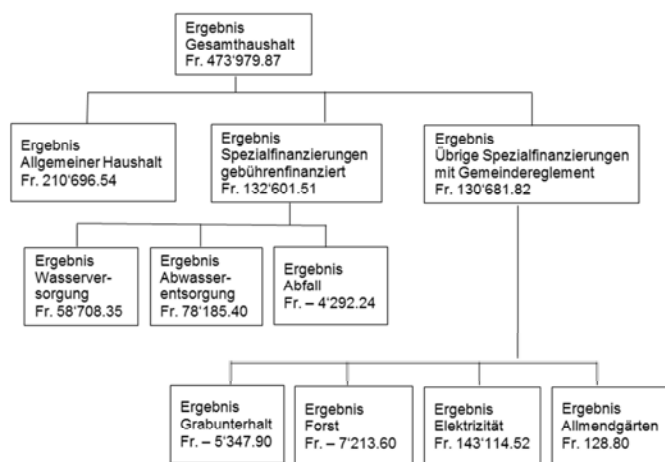 Ergebnis
Gesamthaushalt
Fr. 473‘979.87
Ergebnis
Allgemeiner Haushalt
Fr. 210‘696.54
Ergebnis
Spezialfinanzierungen
gebührenfinanziert
Fr. 132‘601.51
Ergebnis
Übrige Spezialfinanzierungen
mit Gemeindereglement
Fr. 130‘681.82
Ergebnis
Wasserver-
sorgung
Fr. 58‘708.35
Ergebnis
Abwasser-
entsorgung
Fr. 78‘185.40
Ergebnis
Abfall
Fr. – 4‘292.24
Ergebnis
Grabunterhalt
Fr. – 5‘347.90
Ergebnis
Forst
Fr. – 7‘213.60
Ergebnis
Elektrizität
Fr. 143‘114.52
Ergebnis
Allmendgärten
Fr. 128.80